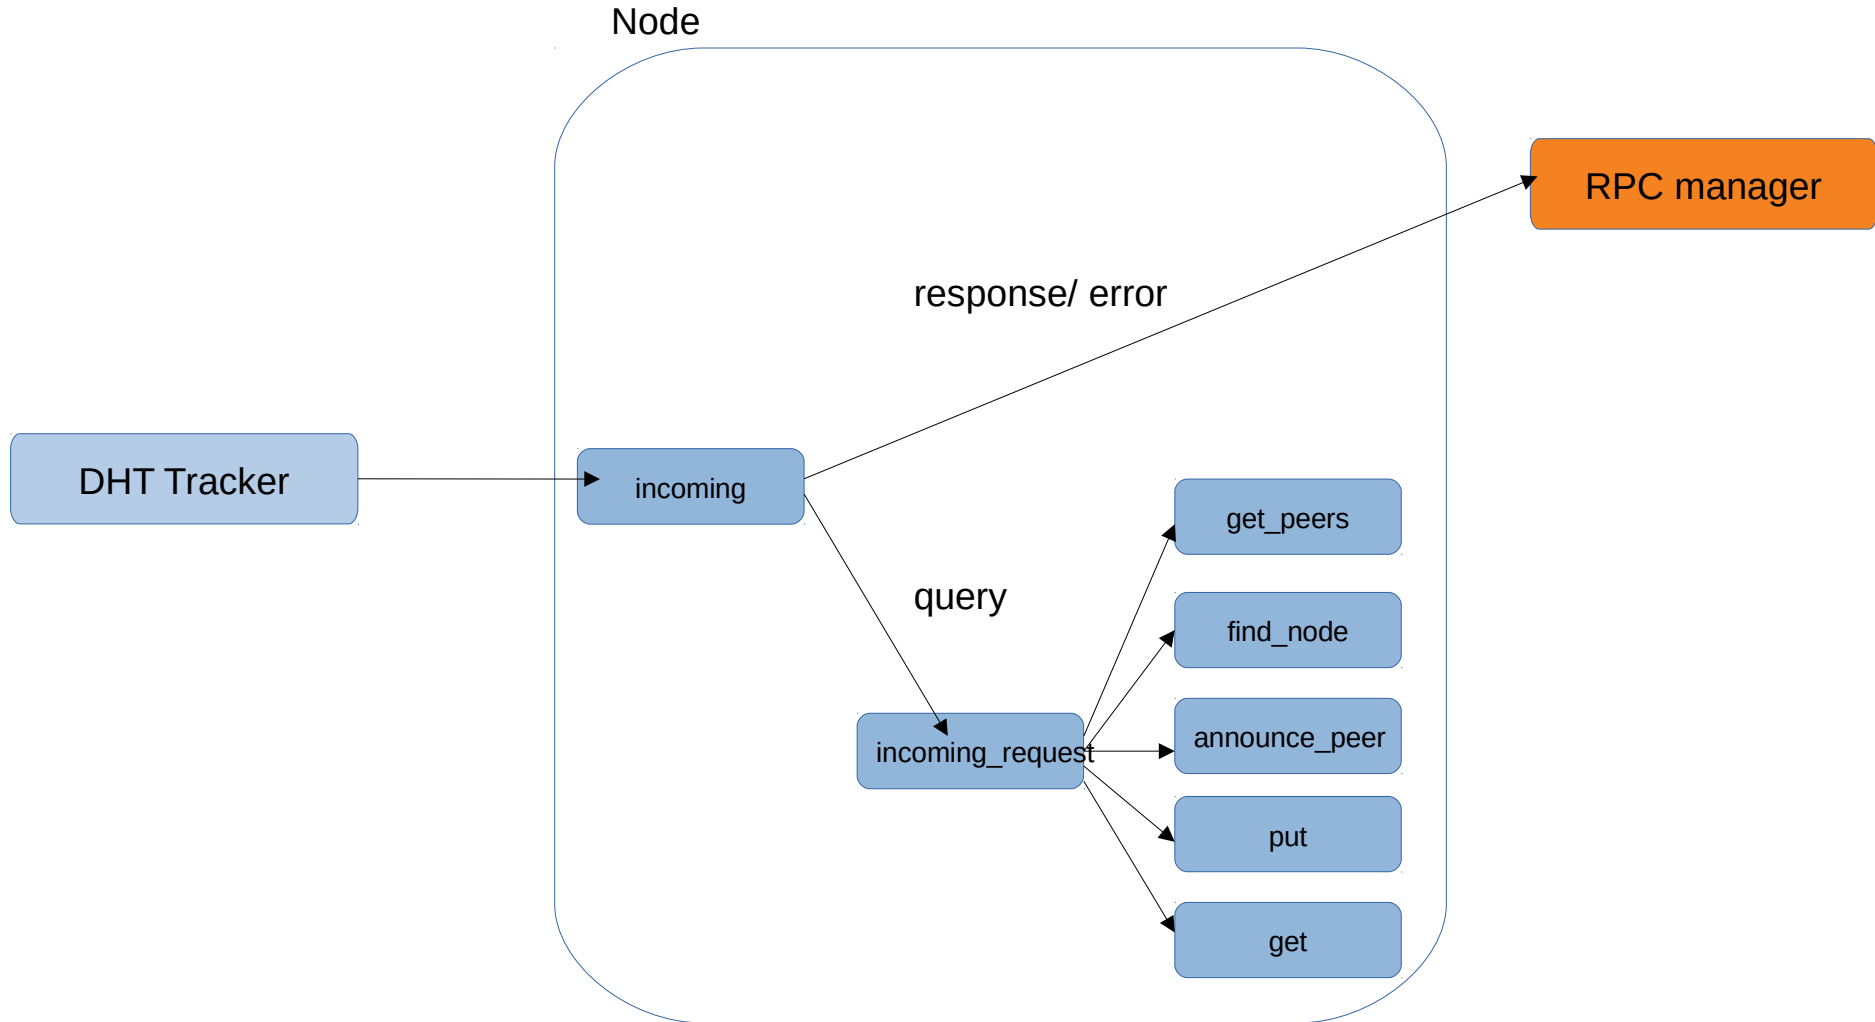 Node
RPC manager
response/ error
DHT Tracker
incoming
get_peers
query
find_node
incoming_request
announce_peer
put
get